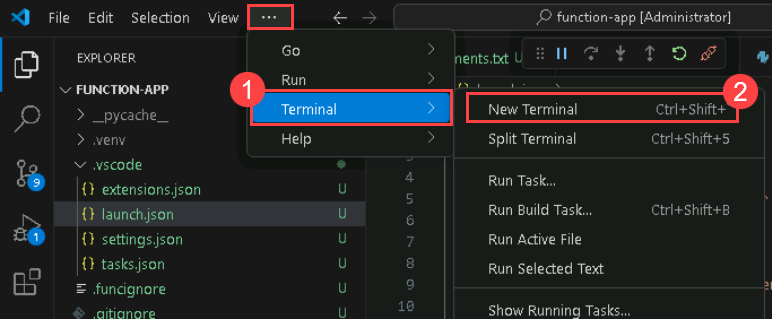 File Edit Selection View ...
function-app [Administrator]
EXPLORER
FUNCTION-APP
__pycache__
.venv
.vscode
{} extensions.json U
{} launch.json U
{} settings.json U
{} tasks.json U
.funcignore U
.gitignore U
9
1
Go
Run
1
Terminal
Help
ments.txt U
2
New Terminal Ctrl+Shift+
Split Terminal Ctrl+Shift+5
Run Task...
Run Build Task... Ctrl+Shift+B
Run Active File
Run Selected Text
Show Running Tasks...
4
5
6
7
8
9
10